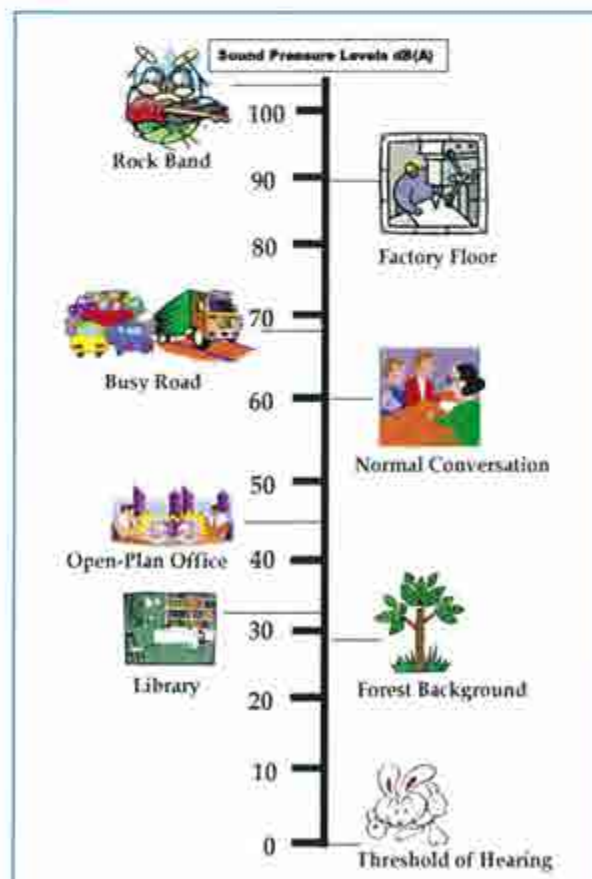 Sound Pressure Levels dB(A)
100
Rock Band
90
80
Factory Floor
70
Busy Road
60
Normal Conversation
50
Open-Plan Office
40
30
Library
Forest Background
20
10
0
Threshold of Hearing